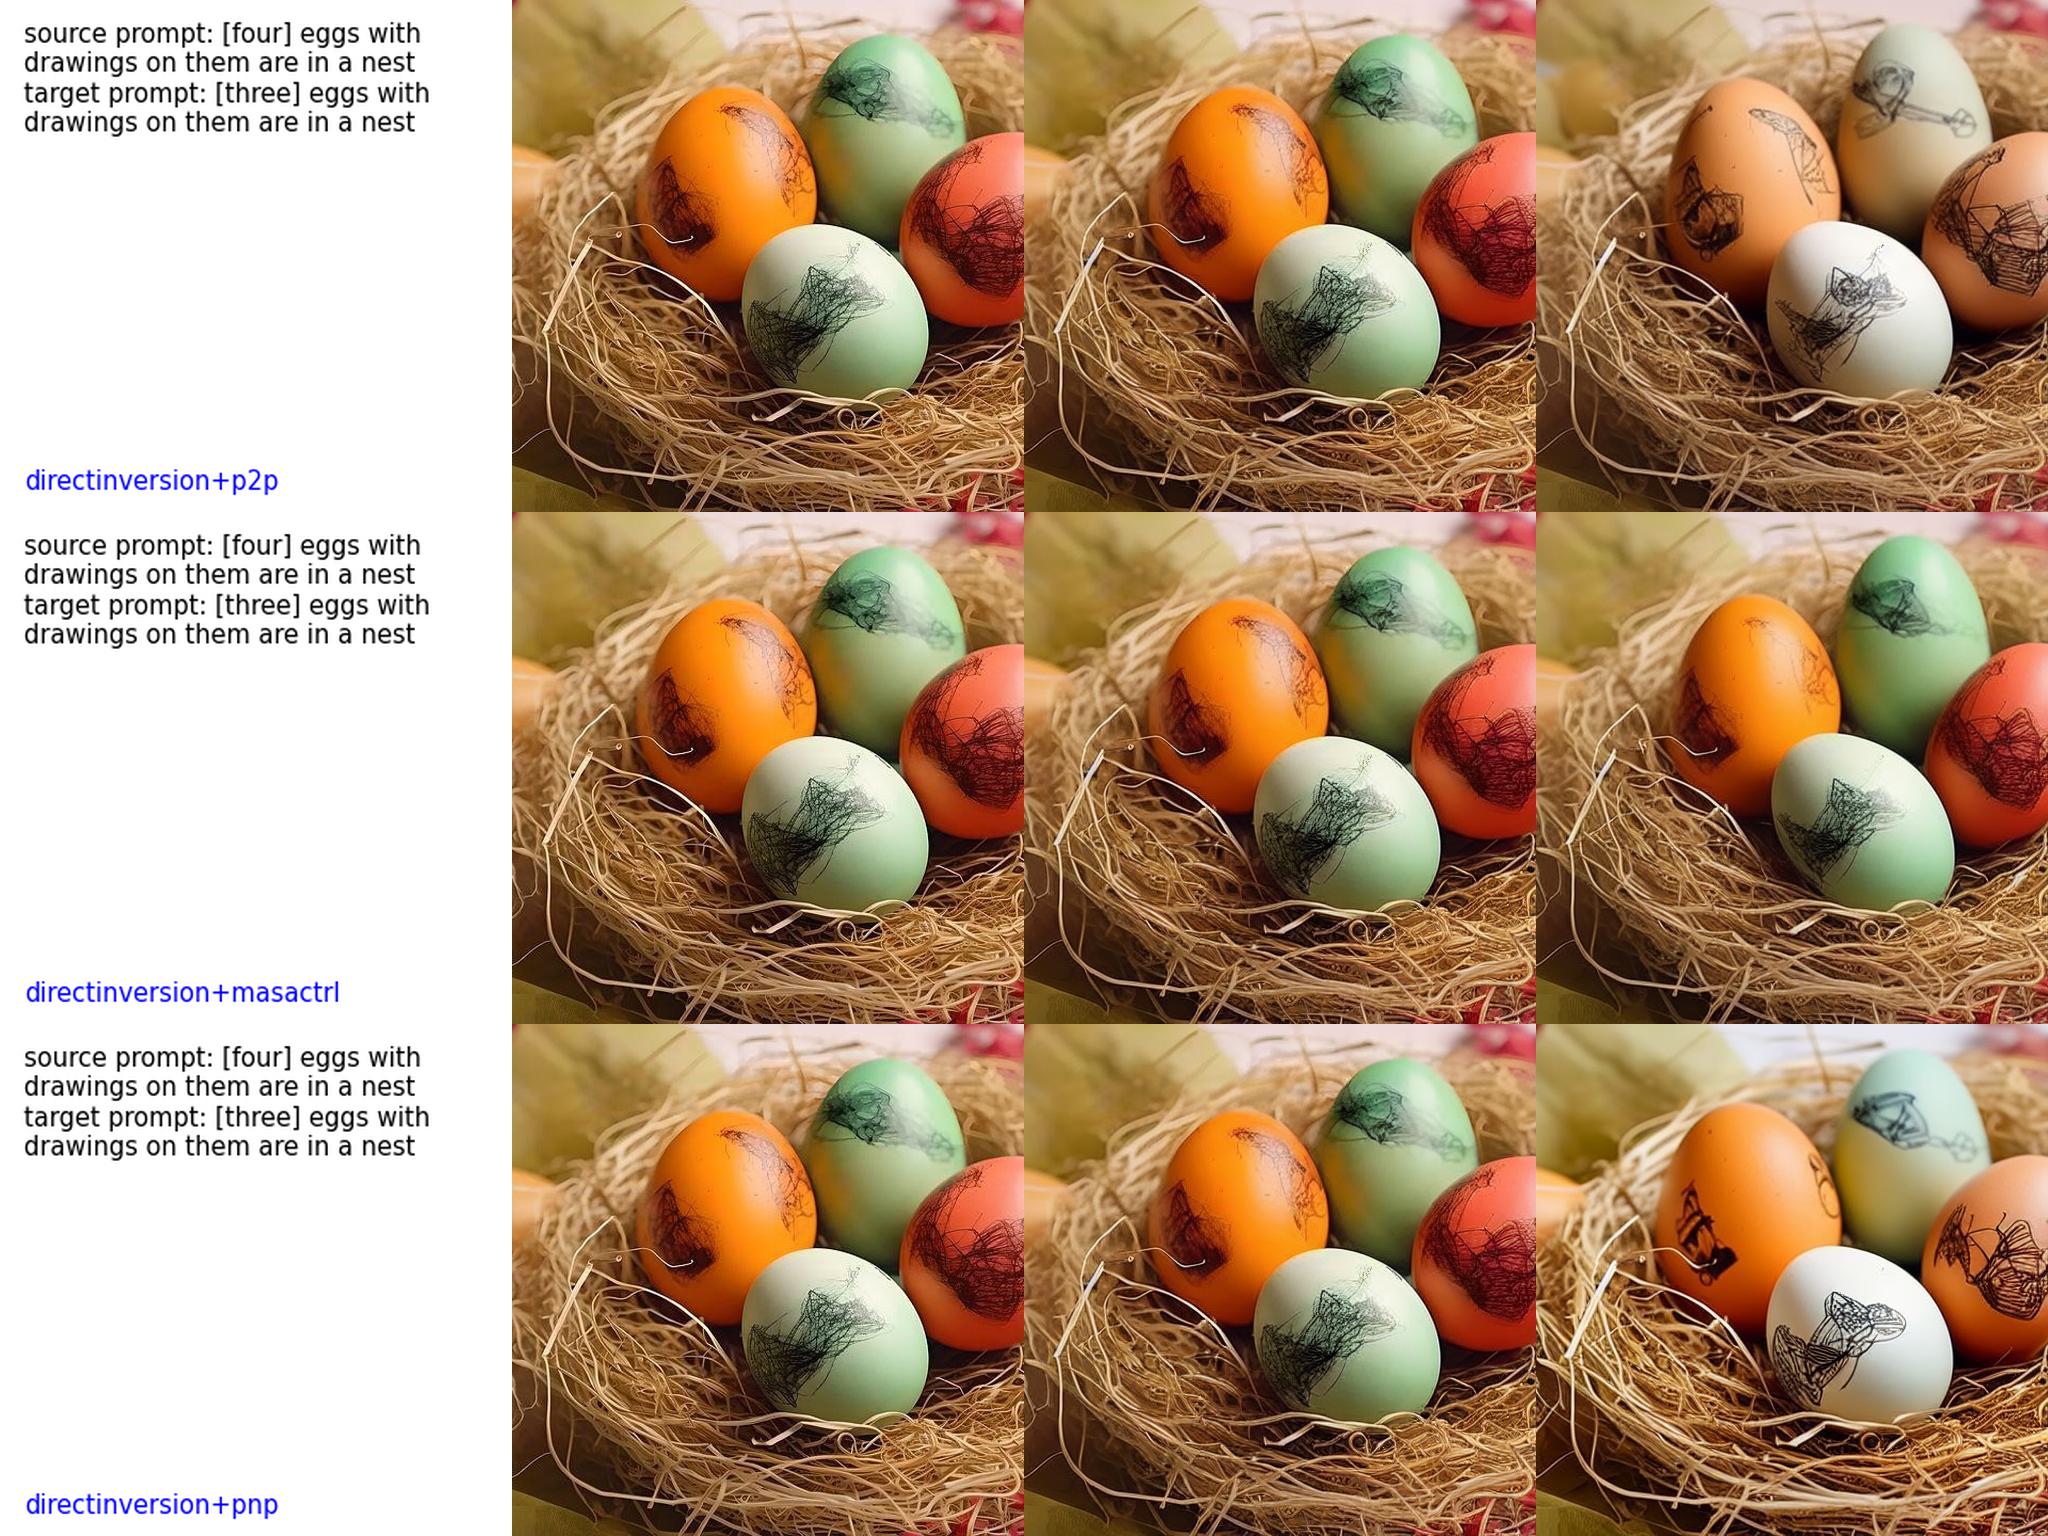 source prompt: [four] eggs with
drawings on them are in a nest
target prompt: [three] eggs with
drawings on them are in a nest
directinversion+p2p
source prompt: [four] eggs with
drawings on them are in a nest
target prompt: [three] eggs with
drawings on them are in a nest
directinversion+masactrl
source prompt: [four] eggs with
drawings on them are in a nest
target prompt: [three] eggs with
drawings on them are in a nest
directinversion+pnp